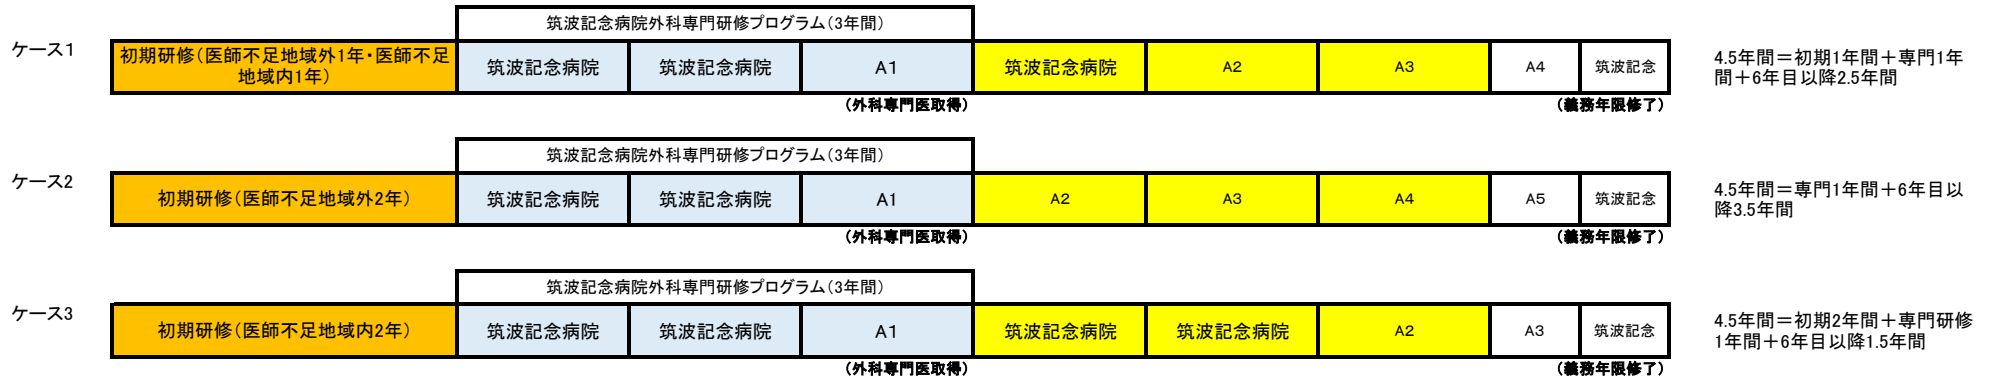 筑波記念病院外科専門研修プログラム(3年間)
ケース1
初期研修(医師不足地域外1年・医師不足
地域内1年)
筑波記念病院
筑波記念病院
A1
筑波記念病院
A2
A3
A4
筑波記念
4.5年間＝初期1年間＋専門1年
間＋6年目以降2.5年間
(外科専門医取得)
(義務年限修了)
筑波記念病院外科専門研修プログラム(3年間)
ケース2
初期研修(医師不足地域外2年)
筑波記念病院
筑波記念病院
A1
A2
A3
A4
A5
筑波記念
4.5年間＝専門1年間＋6年目以
降3.5年間
(外科専門医取得)
(義務年限修了)
筑波記念病院外科専門研修プログラム(3年間)
ケース3
初期研修(医師不足地域内2年)
筑波記念病院
筑波記念病院
A1
筑波記念病院
筑波記念病院
A2
A3
筑波記念
4.5年間＝初期2年間＋専門研修
1年間＋6年目以降1.5年間
(外科専門医取得)
(義務年限修了)